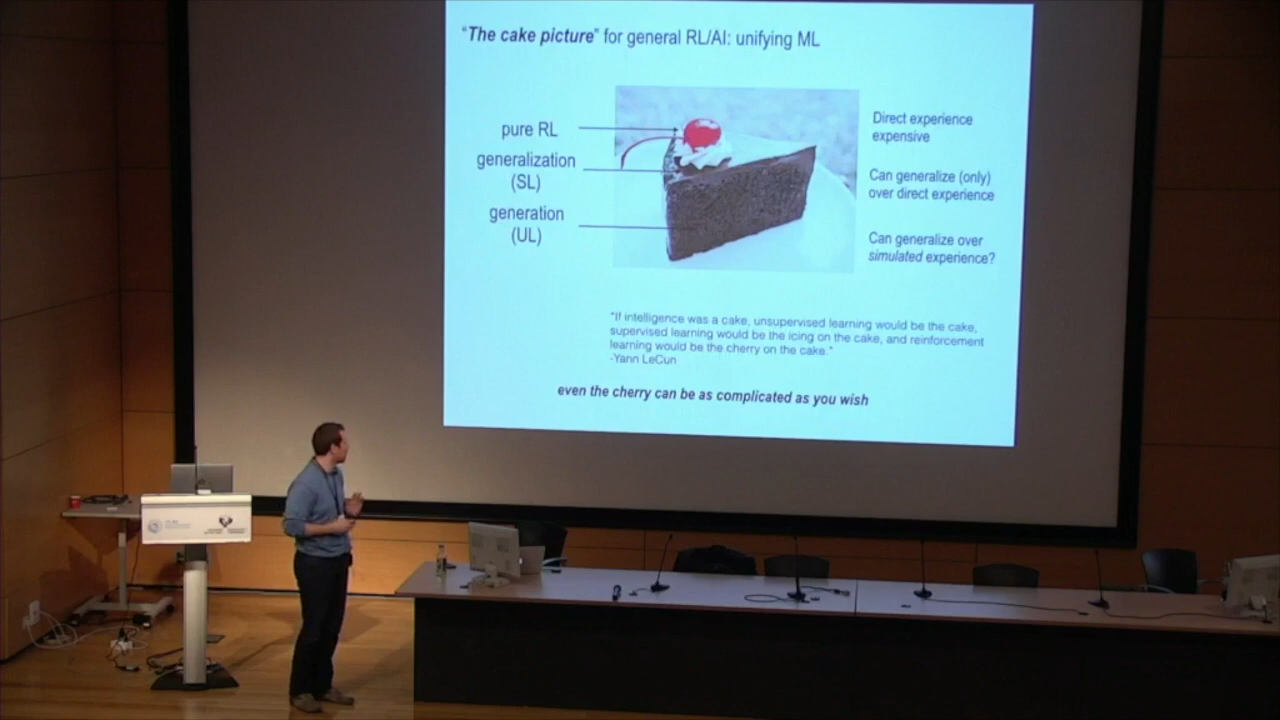 "The cake picture" for general RL/AI: unifying ML
pure RL
generalization
(SL)
generation
(UL)
Direct experience
expensive
Can generalize (only)
over direct experience
Can generalize over
simulated experience?
"If intelligence was a cake, unsupervised learning would be the cake,
supervised learning would be the icing on the cake, and reinforcement
learning would be the cherry on the cake."
-Yann LeCun
even the cherry can be as complicated as you wish